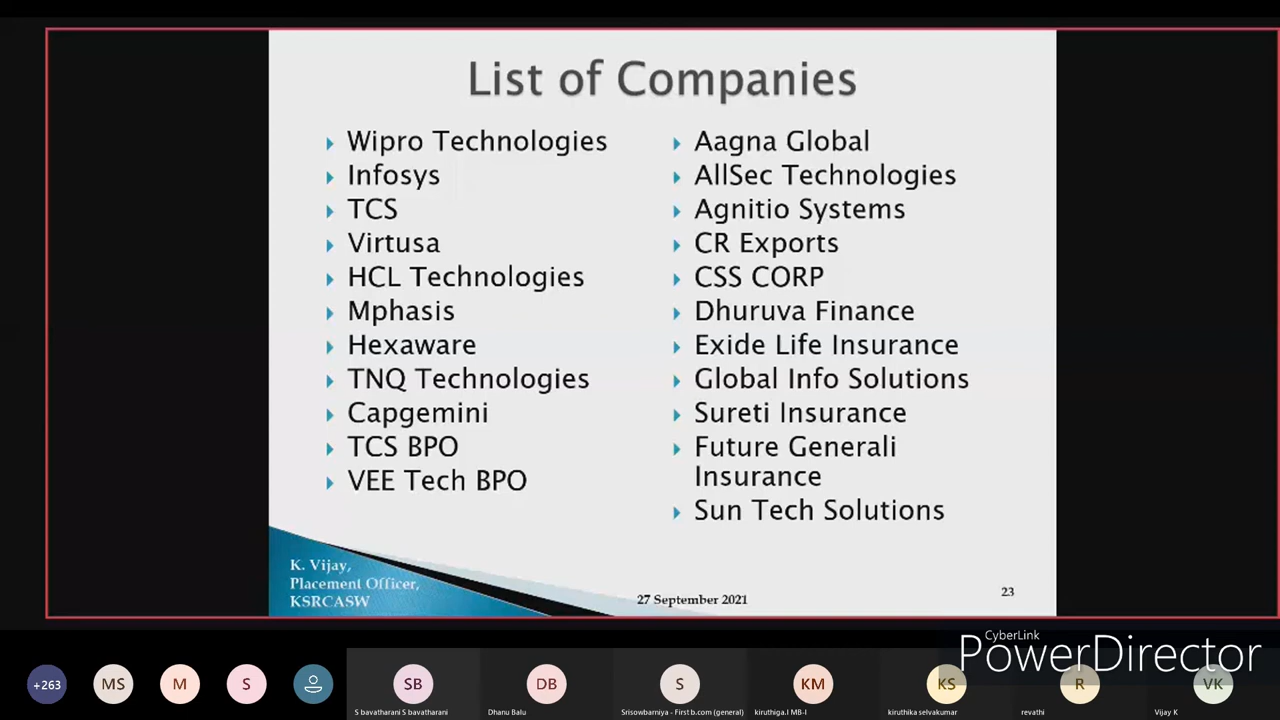 List of Companies
Wipro Technologies
Infosys
TCS
Virtusa
HCL Technologies
Mphasis
Hexaware
TNQ Technologies
Capgemini
TCS BPO
VEE Tech BPO
Aagna Global
AllSec Technologies
Agnitio Systems
CR Exports
CSS CORP
Dhuruva Finance
Exide Life Insurance
Global Info Solutions
Sureti Insurance
Future Generali
Insurance
Sun Tech Solutions
K. Vijay,
Placement Officer,
KSRCASW
27 September 2021
23
CyberLink
PowerDirector
+263
MS
M
S
SB
DB
S
KM
KS
R
VK
S bavatharani S bavatharani
Dhanu Balu
Srisowbarniya - First b.com (general)
kiruthiga.I MB-I
kiruthika selvakumar
revathi
Vijay K